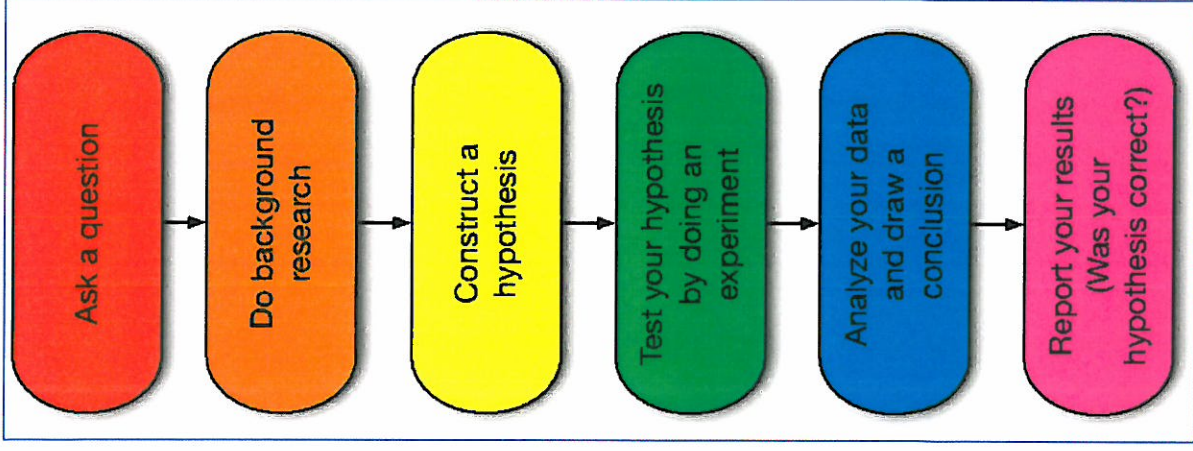 Ask a question
Do background
research
Construct a
hypothesis
Test your hypothesis
by doing an
experiment
Analyze your data
and draw a
conclusion
Report your results
(Was your
hypothesis correct?)